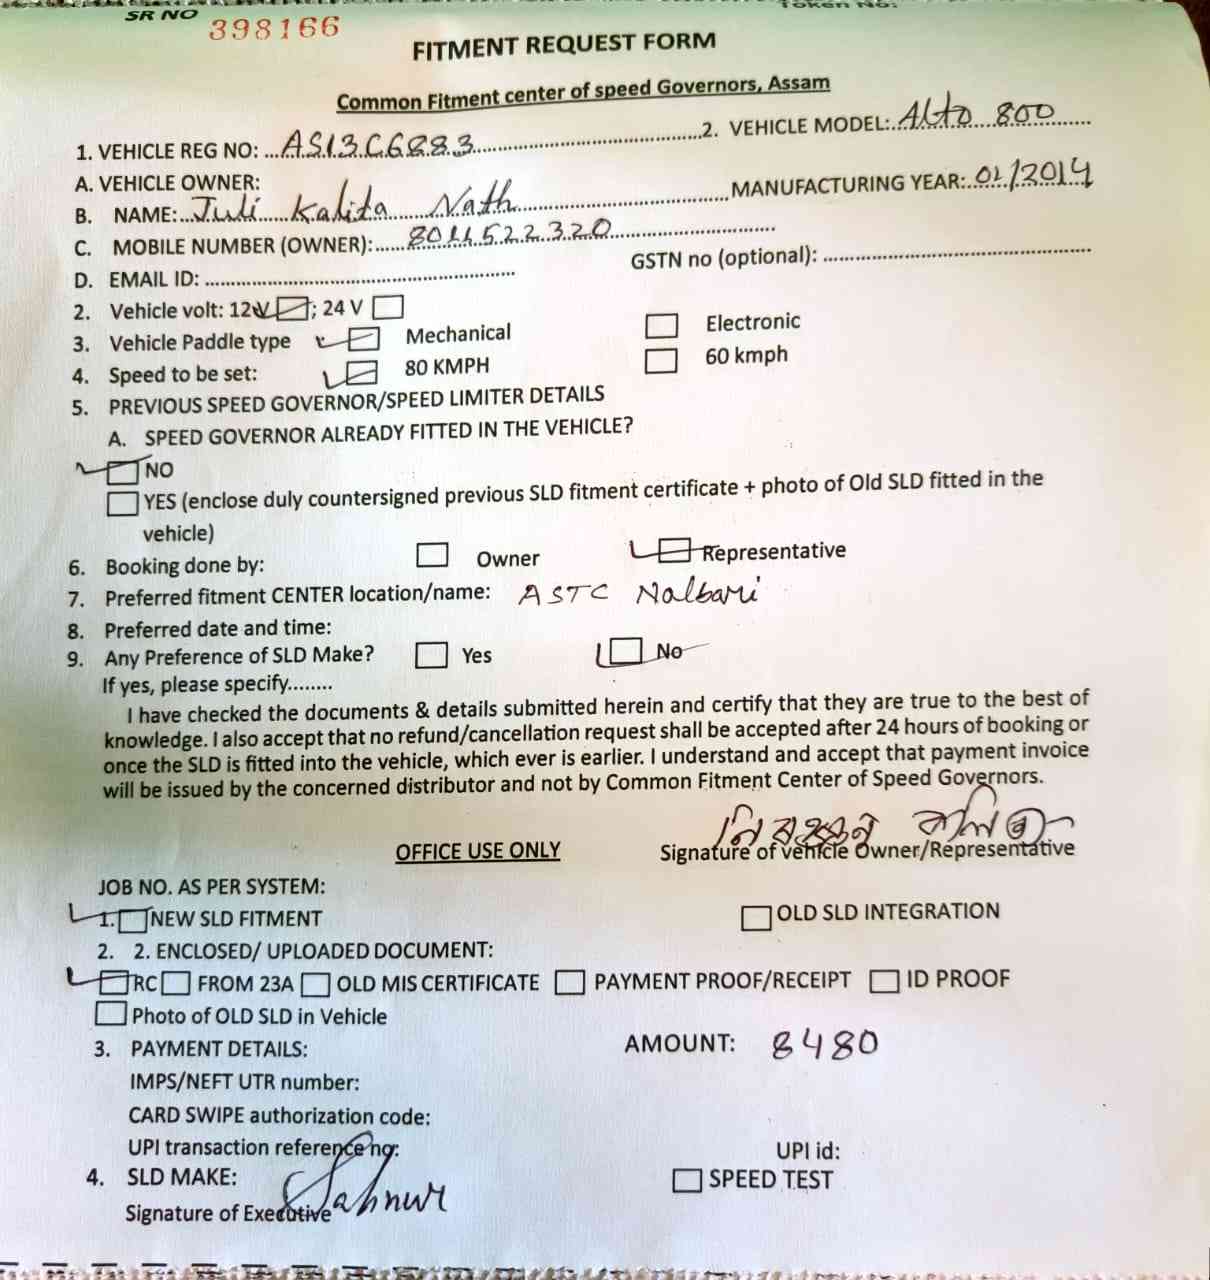 SR NO 398166 Token No:
FITMENT REQUEST FORM
Common Fitment center of speed Governors, Assam
1. VEHICLE REG NO: ...AS13C6883........2. VEHICLE MODEL: Alto 800
A. VEHICLE OWNER:
MANUFACTURING YEAR: 01/2014
B. NAME: Juli Kalita Nath
C. MOBILE NUMBER (OWNER): 8011522320
D. EMAIL ID: ........ GSTN no (optional): ........
2. Vehicle volt: 12V ; 24 V
3. Vehicle Paddle type Mechanical Electronic
4. Speed to be set: 80 KMPH 60 kmph
5. PREVIOUS SPEED GOVERNOR/SPEED LIMITER DETAILS
A. SPEED GOVERNOR ALREADY FITTED IN THE VEHICLE?
NO
YES (enclose duly countersigned previous SLD fitment certificate + photo of Old SLD fitted in the
vehicle)
6. Booking done by: Owner Representative
7. Preferred fitment CENTER location/name: ASTC Nalbari
8. Preferred date and time:
9. Any Preference of SLD Make? Yes No
If yes, please specify........
I have checked the documents & details submitted herein and certify that they are true to the best of
knowledge. I also accept that no refund/cancellation request shall be accepted after 24 hours of booking or
once the SLD is fitted into the vehicle, which ever is earlier. I understand and accept that payment invoice
will be issued by the concerned distributor and not by Common Fitment Center of Speed Governors.
OFFICE USE ONLY Signature of vehicle Owner/Representative
JOB NO. AS PER SYSTEM:
1. NEW SLD FITMENT OLD SLD INTEGRATION
2. 2. ENCLOSED/ UPLOADED DOCUMENT:
RC FROM 23A OLD MIS CERTIFICATE PAYMENT PROOF/RECEIPT ID PROOF
Photo of OLD SLD in Vehicle
3. PAYMENT DETAILS: AMOUNT: 8480
IMPS/NEFT UTR number:
CARD SWIPE authorization code:
UPI transaction reference no: UPI id:
4. SLD MAKE: SPEED TEST
Signature of Executive